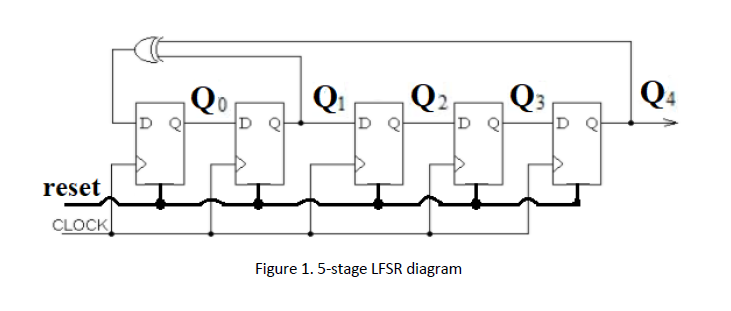 Q0 Q1 Q2 Q3 Q4
D Q D Q D Q D Q D Q
reset
CLOCK
Figure 1. 5-stage LFSR diagram